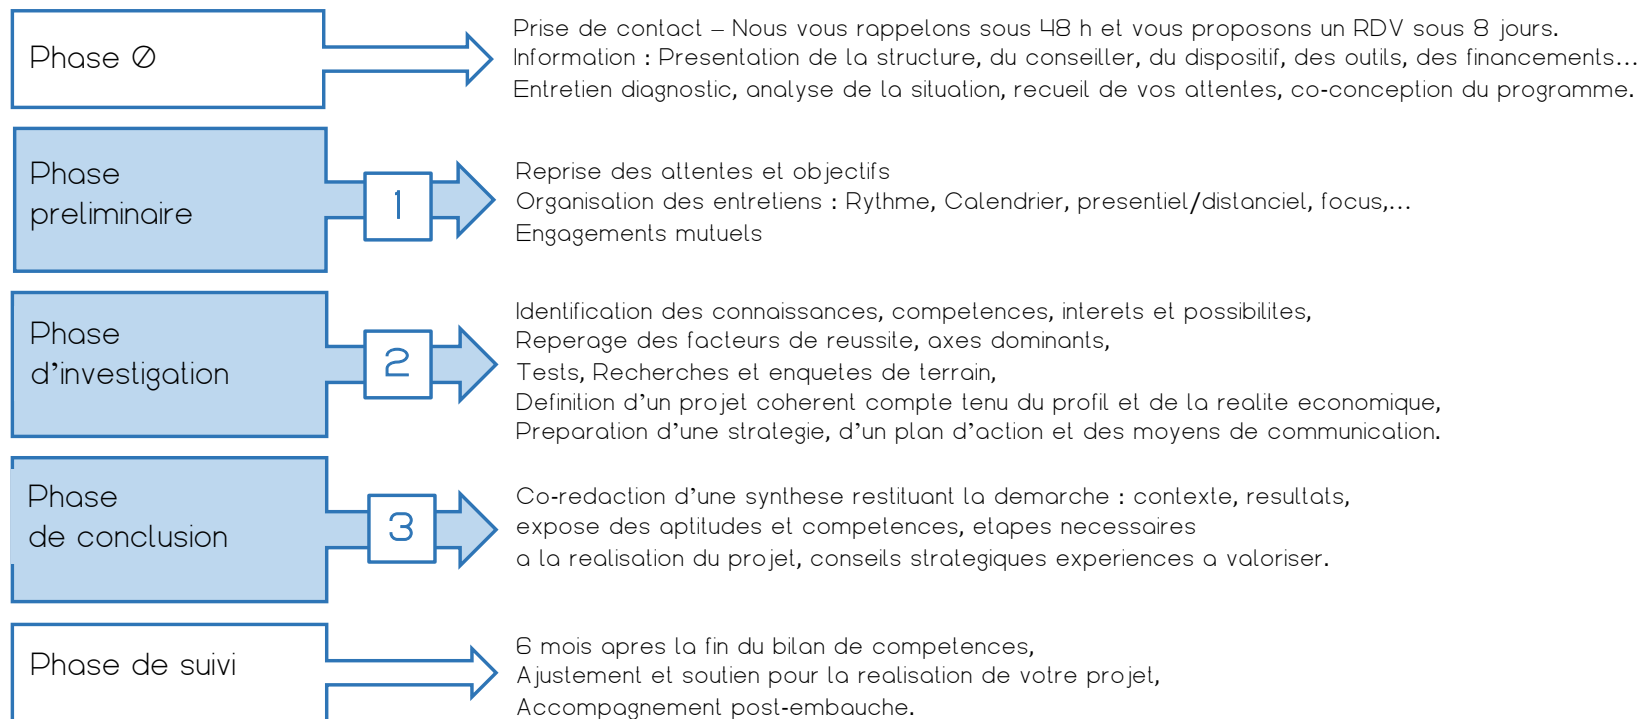 Phase 0
Prise de contact – Nous vous rappelons sous 48 h et vous proposons un RDV sous 8 jours.
Information : Presentation de la structure, du conseiller, du dispositif, des outils, des financements...
Entretien diagnostic, analyse de la situation, recueil de vos attentes, co-conception du programme.
Phase
preliminaire
1
Reprise des attentes et objectifs
Organisation des entretiens : Rythme, Calendrier, presentiel/distanciel, focus,...
Engagements mutuels
Phase
d'investigation
2
Identification des connaissances, competences, interets et possibilites,
Reperage des facteurs de reussite, axes dominants,
Tests, Recherches et enquetes de terrain,
Definition d'un projet coherent compte tenu du profil et de la realite economique,
Preparation d'une strategie, d'un plan d'action et des moyens de communication.
Phase
de conclusion
3
Co-redaction d'une synthese restituant la demarche : contexte, resultats,
expose des aptitudes et competences, etapes necessaires
a la realisation du projet, conseils strategiques experiences a valoriser.
Phase de suivi
6 mois apres la fin du bilan de competences,
Ajustement et soutien pour la realisation de votre projet,
Accompagnement post-embauche.